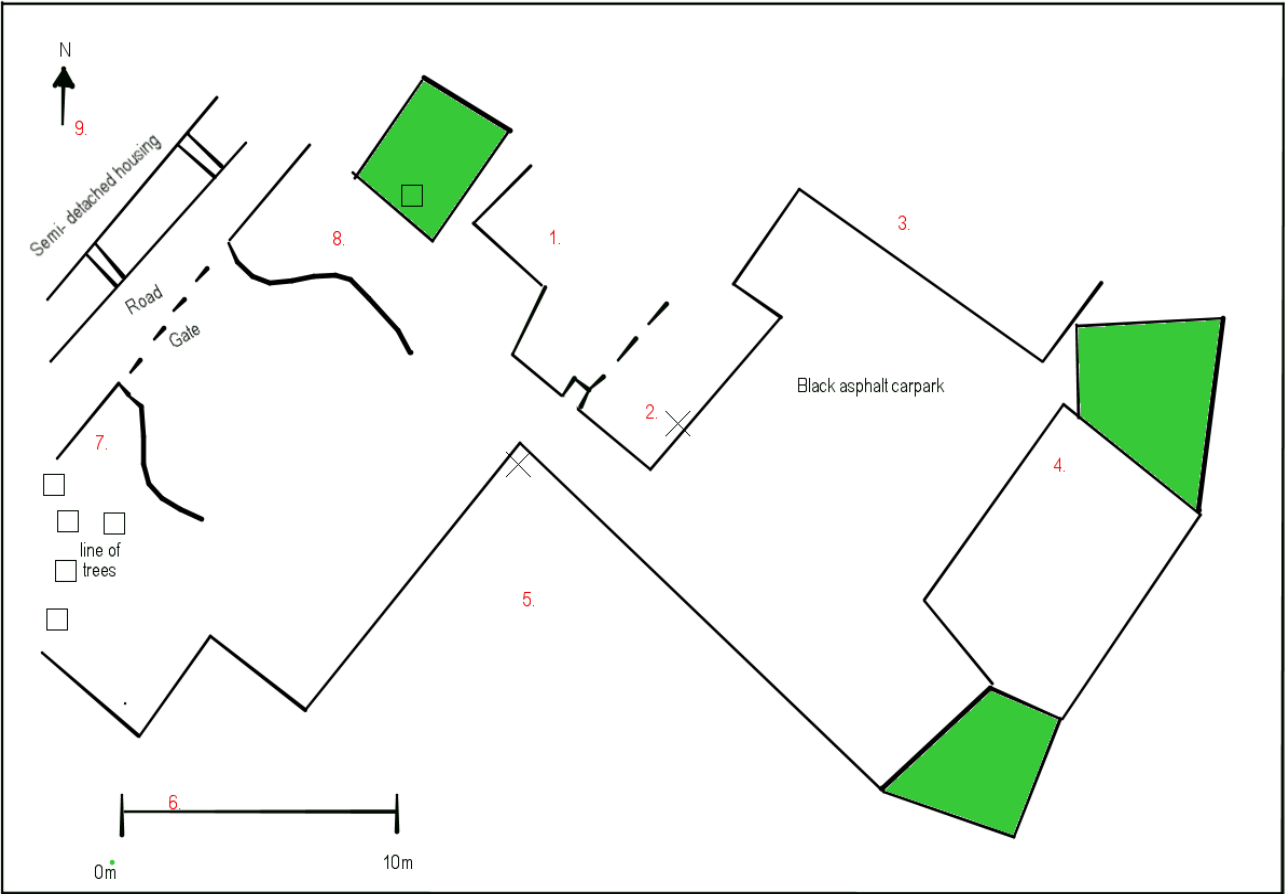 N
9.
Semi- detached housing
8.
1.
3.
Road
Gate
Black asphalt carpark
2.
7.
4.
line of
trees
5.
6.
0m
10m